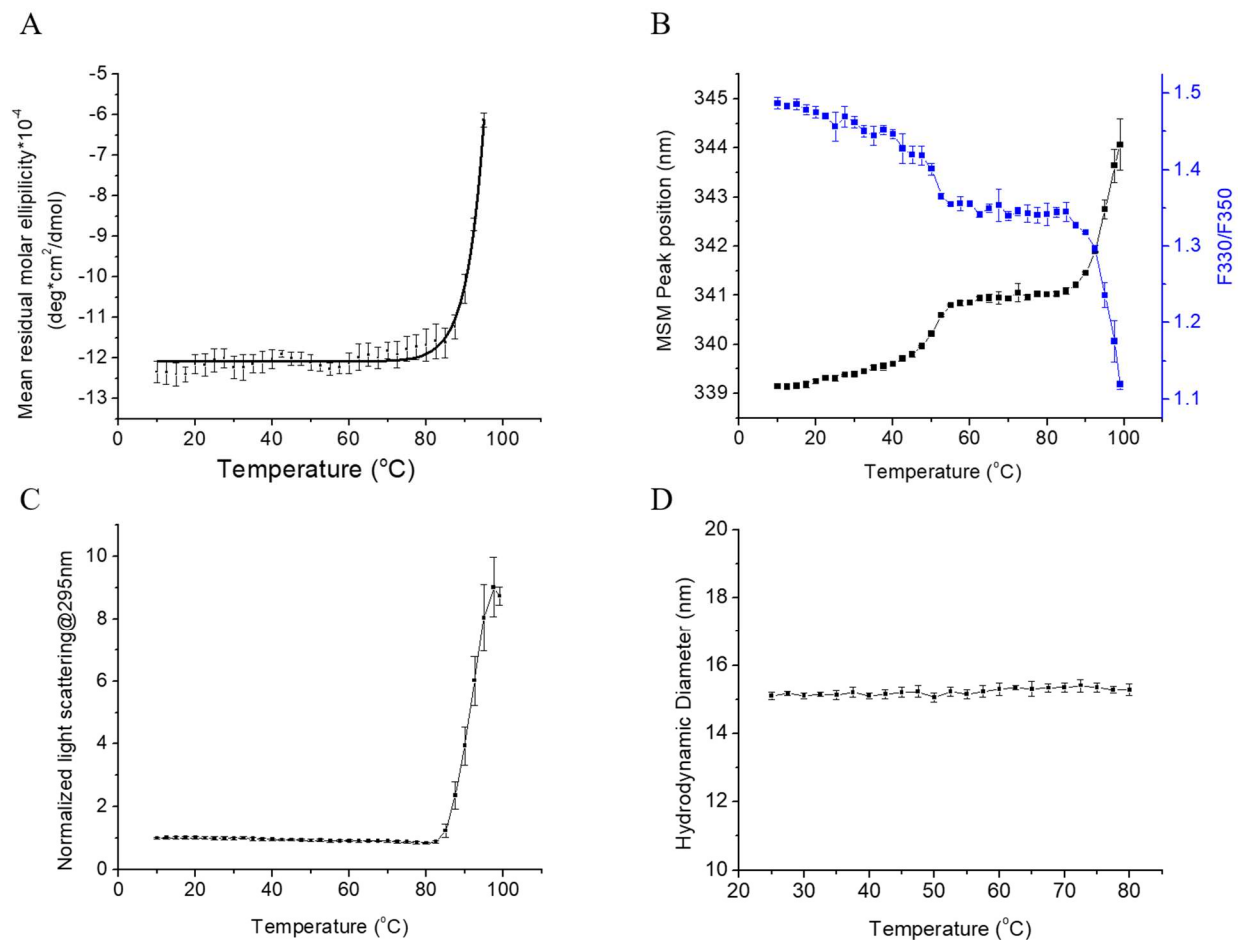 A
Mean residual molar ellipilicity*10⁻⁴
(deg*cm²/dmol)
-5
-6
-7
-8
-9
-10
-11
-12
-13
0 20 40 60 80 100
Temperature (°C)
B
MSM Peak position (nm)
345
344
343
342
341
340
339
0 20 40 60 80 100
Temperature (°C)
1.5
1.4
1.3
1.2
1.1
F330/F350
C
Normalized light scattering@295nm
10
8
6
4
2
0
0 20 40 60 80 100
Temperature (°C)
D
Hydrodynamic Diameter (nm)
20
18
16
14
12
10
20 30 40 50 60 70 80
Temperature (°C)